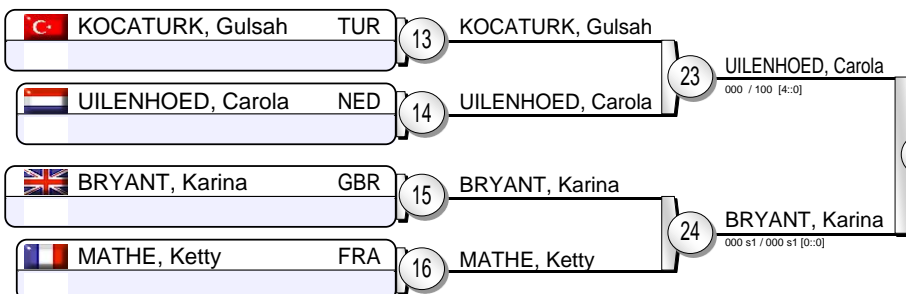 KOCATURK, Gulsah TUR 13 KOCATURK, Gulsah
23 UILENHOED, Carola
000 / 100 [4::0]
UILENHOED, Carola NED 14 UILENHOED, Carola
BRYANT, Karina GBR 15 BRYANT, Karina
24 BRYANT, Karina
000 s1 / 000 s1 [0::0]
MATHE, Ketty FRA 16 MATHE, Ketty